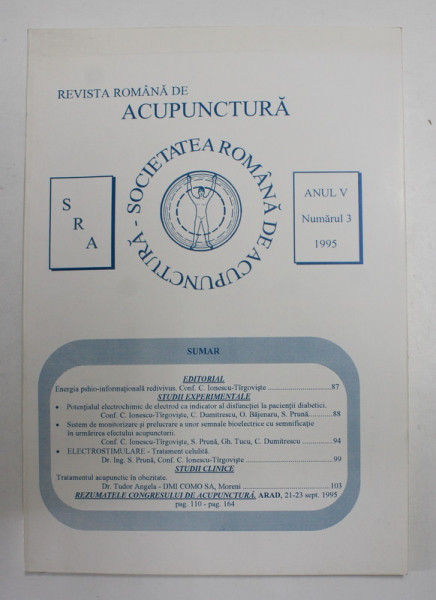 REVISTA ROMÂNĂ DE
ACUPUNCTURĂ
SOCIETATEA ROMÂNĂ DE ACUPUNCTURĂ -
S
R
A
ANUL V
Numărul 3
1995
SUMAR
EDITORIAL
Energia pshio-informaţională redivivus. Conf. C. Ionescu-Tîrgovişte ..............................87
STUDII EXPERIMENTALE
• Potenţialul electrochimic de electrod ca indicator al disfuncţiei la pacienţii diabetici.
Conf. C. Ionescu-Tîrgovişte, C. Dumitrescu, O. Băjenaru, S. Prună............88
• Sistem de monitorizare şi prelucrare a unor semnale bioelectrice cu semnificaţie
în urmărirea efectului acupuncturii.
Conf. C. Ionescu-Tîrgovişte, S. Prună, Gh. Tucu, C. Dumitrescu ................94
• ELECTROSTIMULARE - Tratament celulită.
Dr. Ing. S. Prună, Conf. C. Ionescu-Tîrgovişte ............................................99
STUDII CLINICE
Tratamentul acupunctic în obezitate.
Dr. Tudor Angela - DMI COMO SA, Moreni ..........................................103
REZUMATELE CONGRESULUI DE ACUPUNCTURĂ, ARAD, 21-23 sept. 1995
pag. 110 - pag. 164